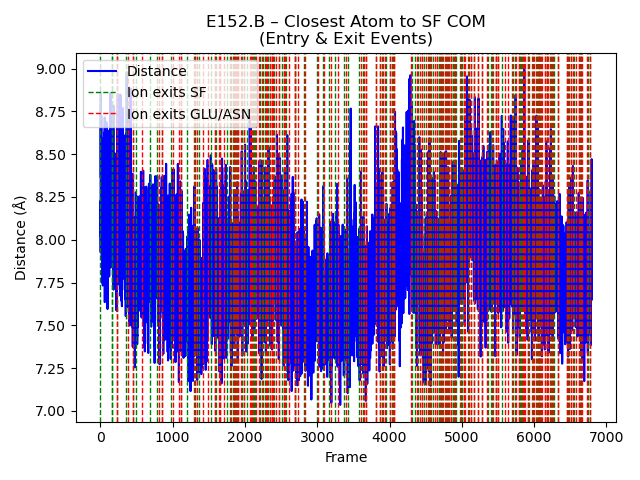 E152.B – Closest Atom to SF COM
(Entry & Exit Events)
Distance
Ion exits SF
Ion exits GLU/ASN
Distance (Å)
9.00
8.75
8.50
8.25
8.00
7.75
7.50
7.25
7.00
0 1000 2000 3000 4000 5000 6000 7000
Frame